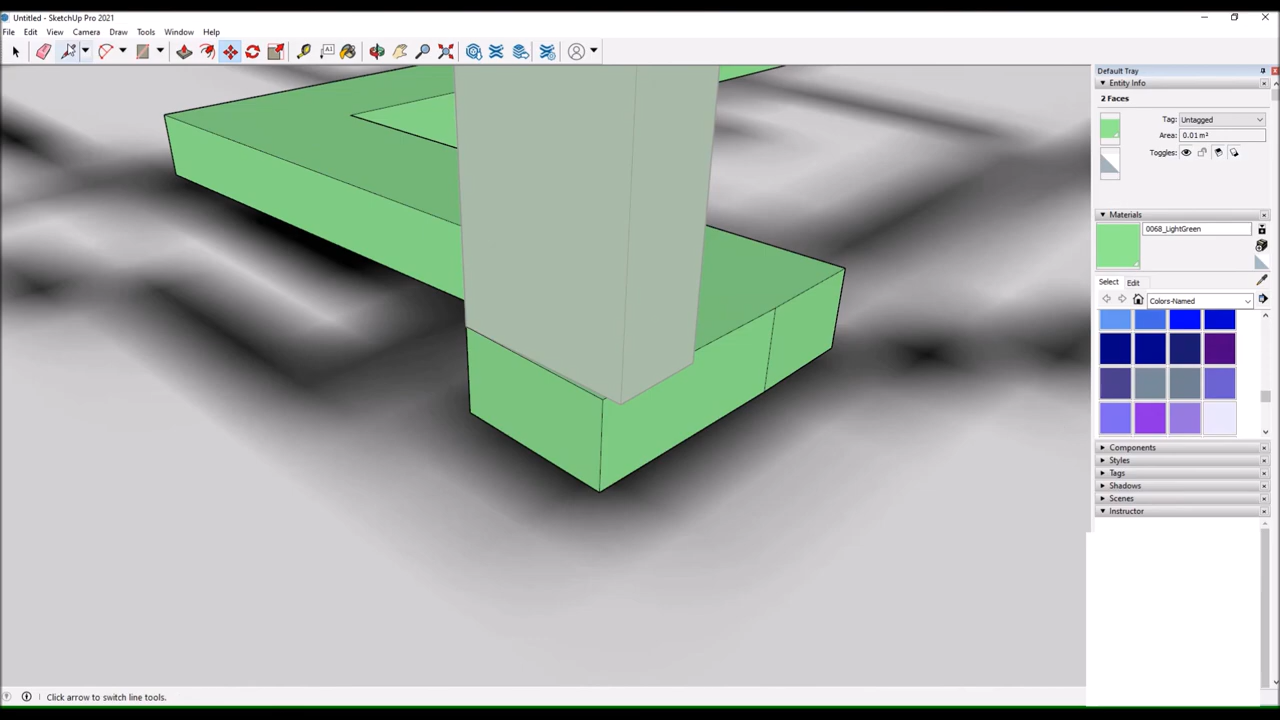 Untitled - SketchUp Pro 2021
File Edit View Camera Draw Tools Window Help
A1
Default Tray
Entity Info
2 Faces
Tag: Untagged
Area: 0.01 m²
Toggles:
Materials
0068_LightGreen
Select Edit
Colors-Named
Components
Styles
Tags
Shadows
Scenes
Instructor
Click arrow to switch line tools.